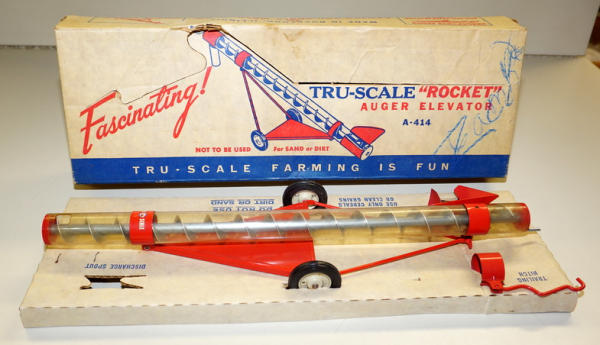 Fascinating!
TRU-SCALE "ROCKET"
AUGER ELEVATOR
A-414
NOT TO BE USED For SAND or DIRT
TRU-SCALE FARMING IS FUN
DO NOT USE
DIRT OR SAND
USE ONLY CEREALS
OR CLEAN GRAINS
DISCHARGE SPOUT
TRAILING
HITCH